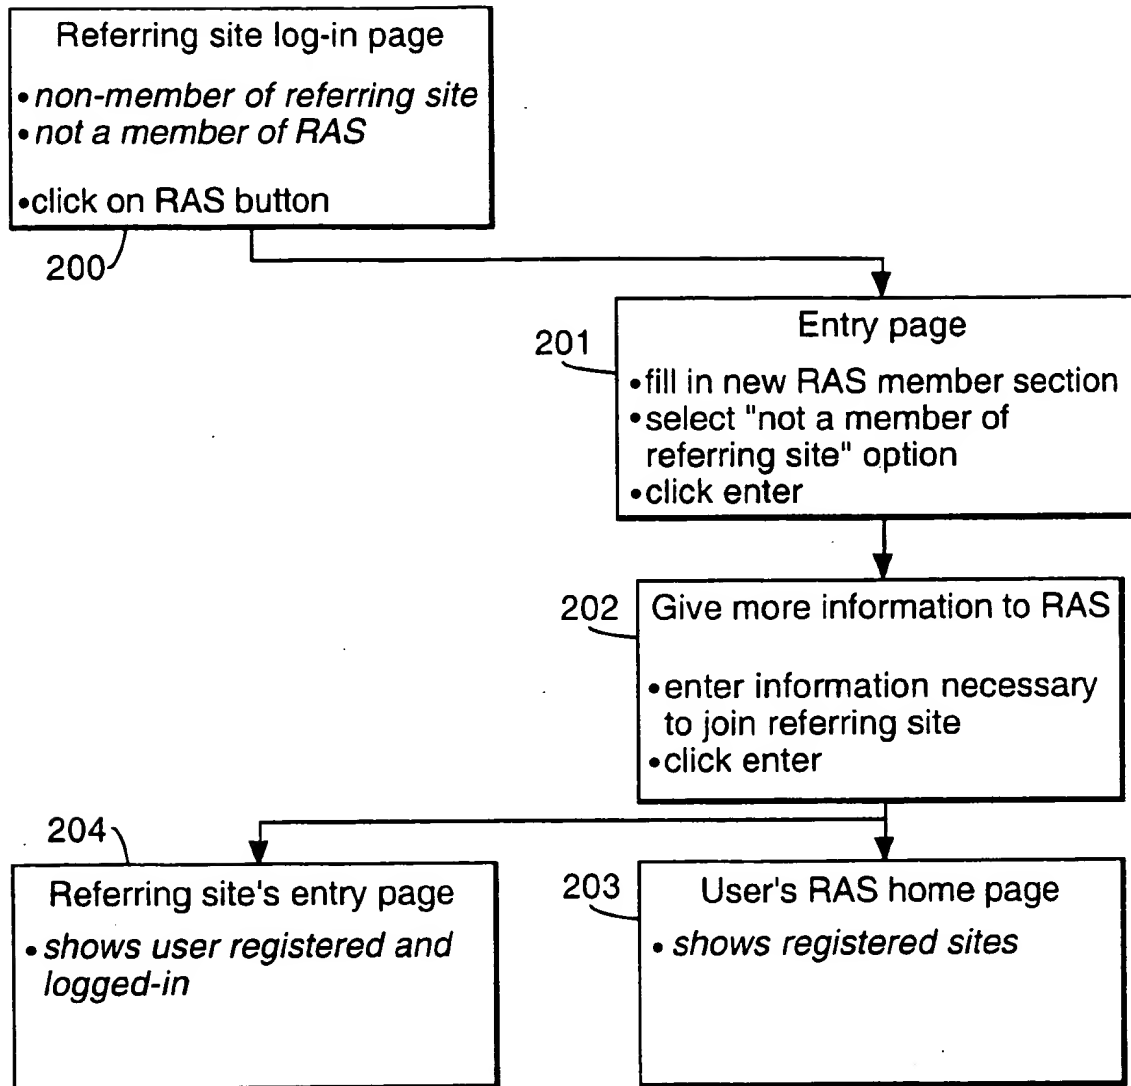 Referring site log-in page
•non-member of referring site
•not a member of RAS
•click on RAS button
200
201
Entry page
•fill in new RAS member section
•select "not a member of
referring site" option
•click enter
202
Give more information to RAS
•enter information necessary
to join referring site
•click enter
204
Referring site's entry page
• shows user registered and
logged-in
203
User's RAS home page
• shows registered sites